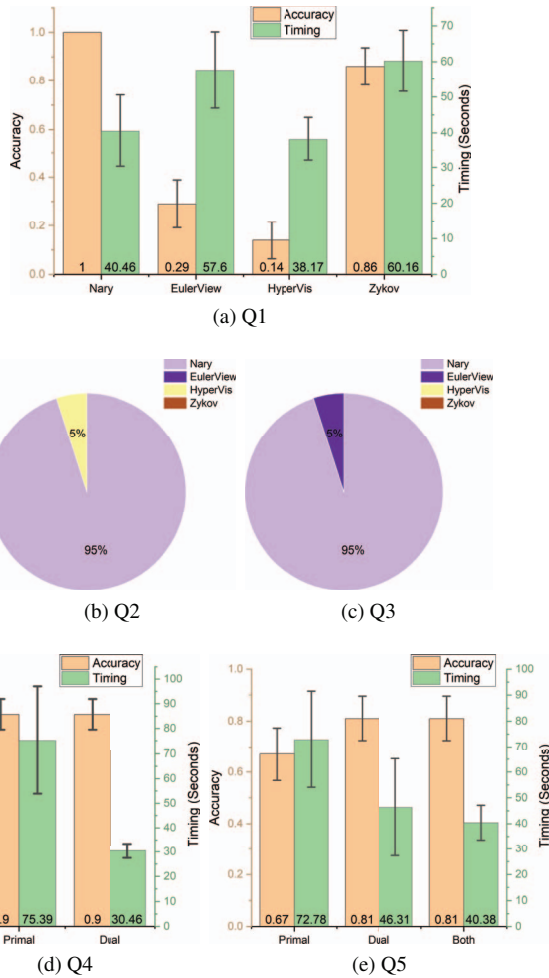 Accuracy
Timing
1.0
0.8
0.6
0.4
0.2
0.0
Accuracy
70
60
50
40
30
20
10
0
Timing (Seconds)
1 40.46 0.29 57.6 0.14 38.17 0.86 60.16
Nary EulerView HyperVis Zykov
(a) Q1
Nary
EulerView
HyperVis
Zykov
5%
95%
(b) Q2
Nary
EulerView
HyperVis
Zykov
5%
95%
(c) Q3
Accuracy
Timing
100
90
80
70
60
50
40
30
20
10
0
Timing (Seconds)
.9 75.39 0.9 30.46
Primal Dual
(d) Q4
Accuracy
Timing
1.0
0.8
0.6
0.4
0.2
0.0
Accuracy
100
90
80
70
60
50
40
30
20
10
0
Timing (Seconds)
0.67 72.78 0.81 46.31 0.81 40.38
Primal Dual Both
(e) Q5